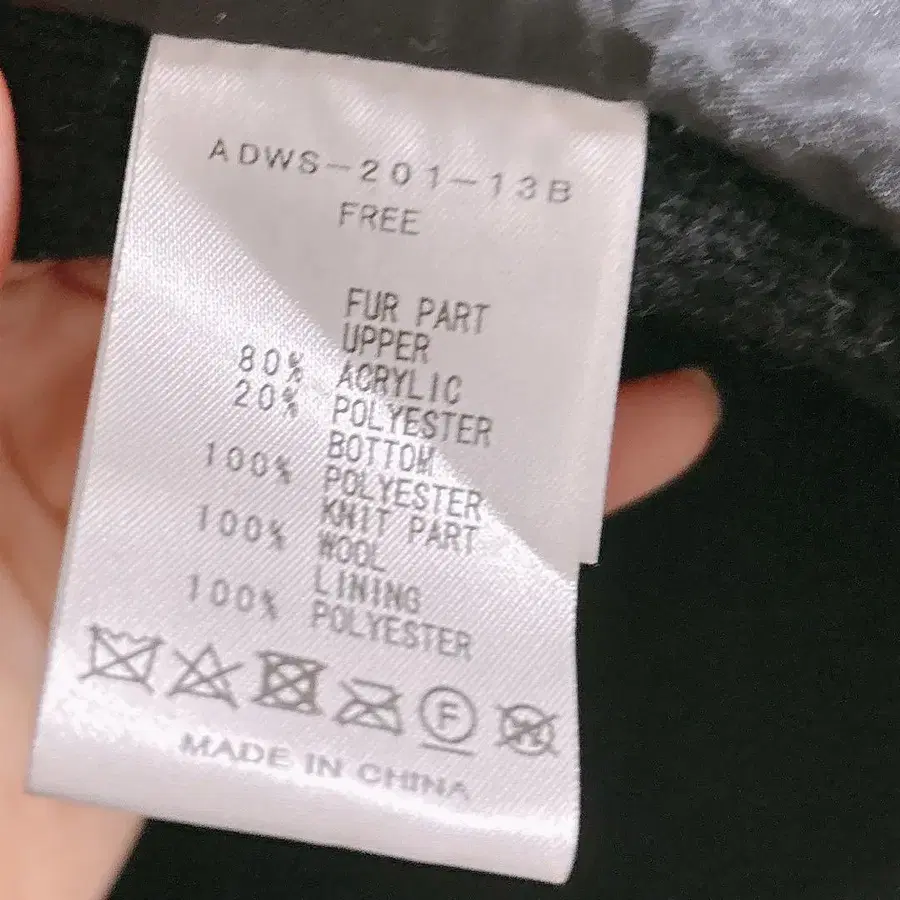 ADWS-201-13B
FREE
FUR PART
UPPER
80% ACRYLIC
20% POLYESTER
BOTTOM
100% POLYESTER
KNIT PART
100% WOOL
LINING
100% POLYESTER
F W
MADE IN CHINA